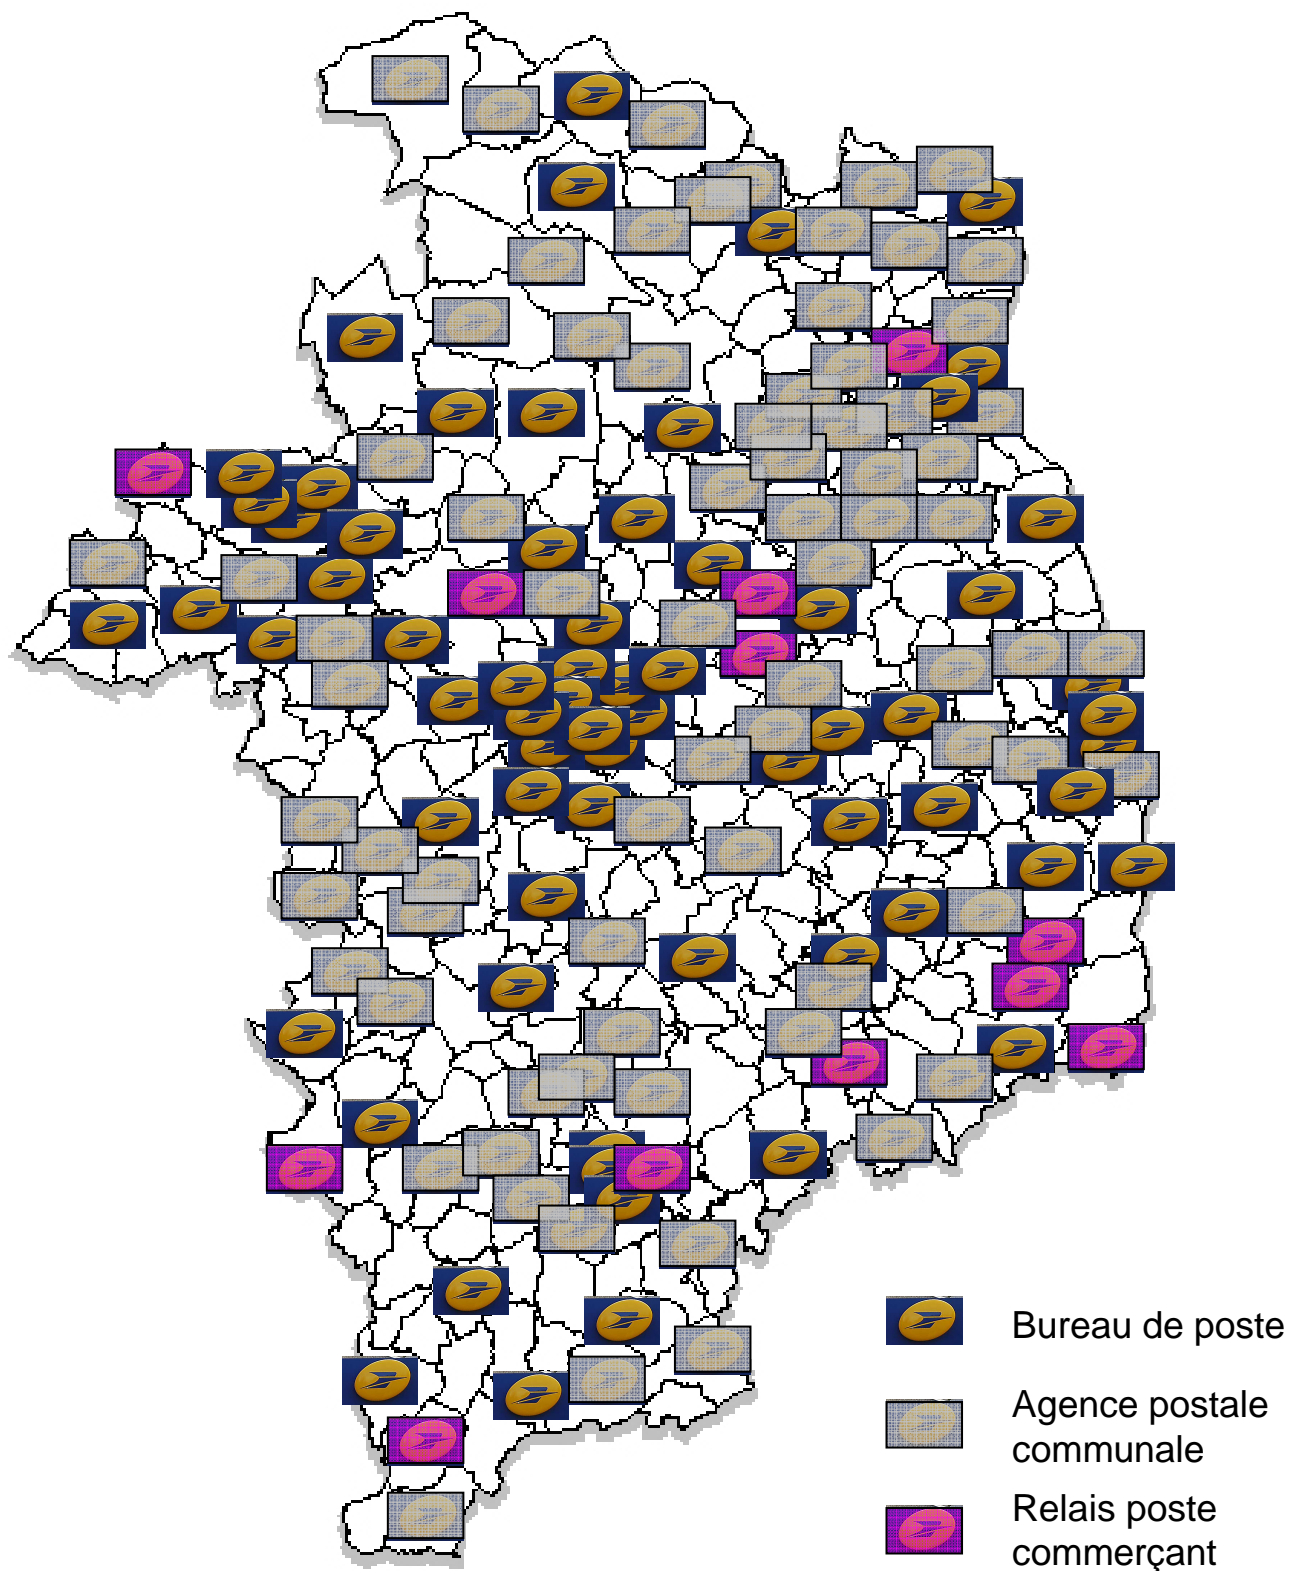 Bureau de poste
Agence postale
communale
Relais poste
commerçant